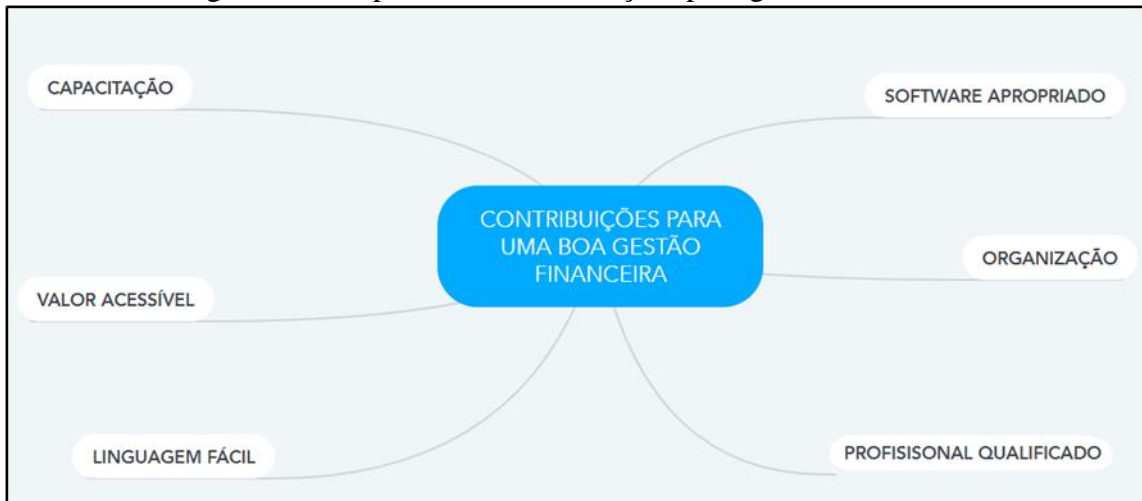 CAPACITAÇÃO
SOFTWARE APROPRIADO
CONTRIBUIÇÕES PARA
UMA BOA GESTÃO
FINANCEIRA
ORGANIZAÇÃO
VALOR ACESSÍVEL
LINGUAGEM FÁCIL
PROFISISONAL QUALIFICADO